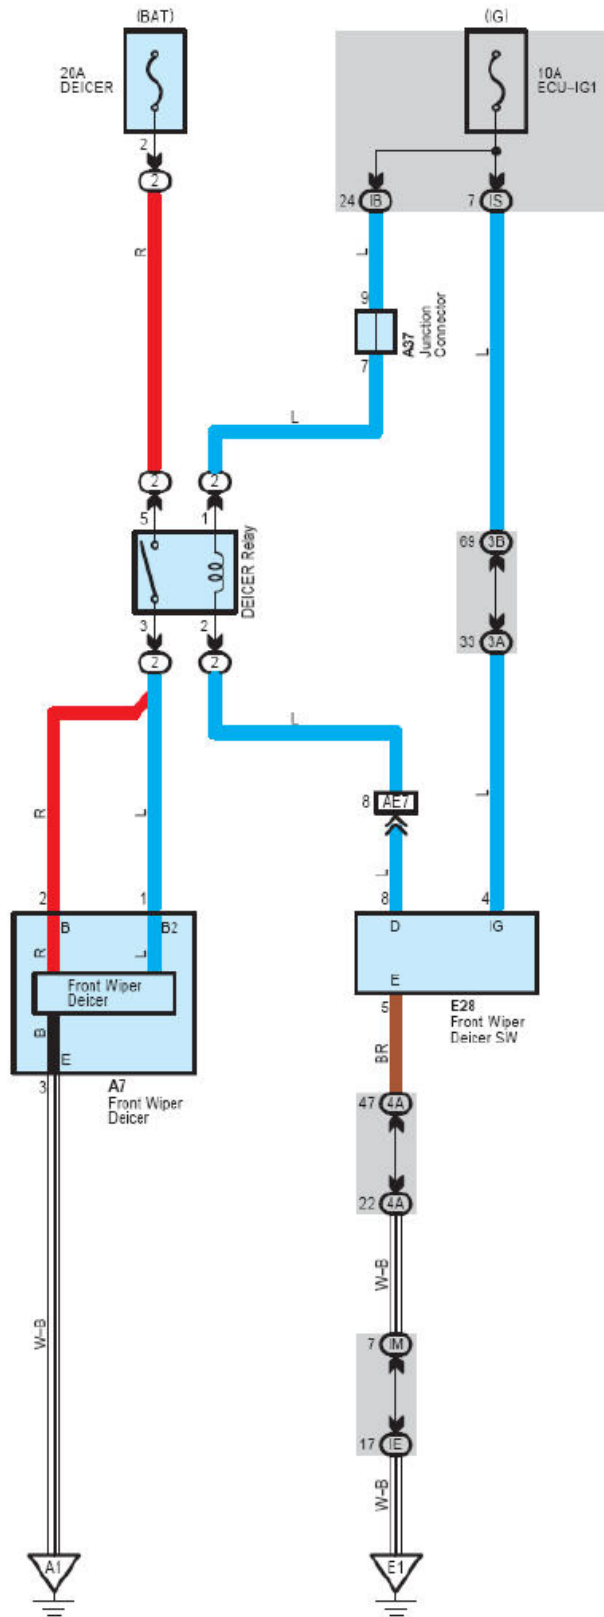 (BAT)
(IG)
20A
DEICER
10A
ECU-IG1
2
2
24 IB
7 IS
R
L
9
A37
Junction
Connector
7
L
L
2
2
5
1
DEICER Relay
69 3B
33 3A
3
2
2
2
L
R
L
8 AE7
L
L
2
1
8
4
B
B2
D
IG
R
L
Front Wiper
Deicer
E
B
E
5
E28
Front Wiper
Deicer SW
3
A7
Front Wiper
Deicer
BR
47 4A
22 4A
W-B
W-B
7 IM
17 IE
W-B
A1
E1